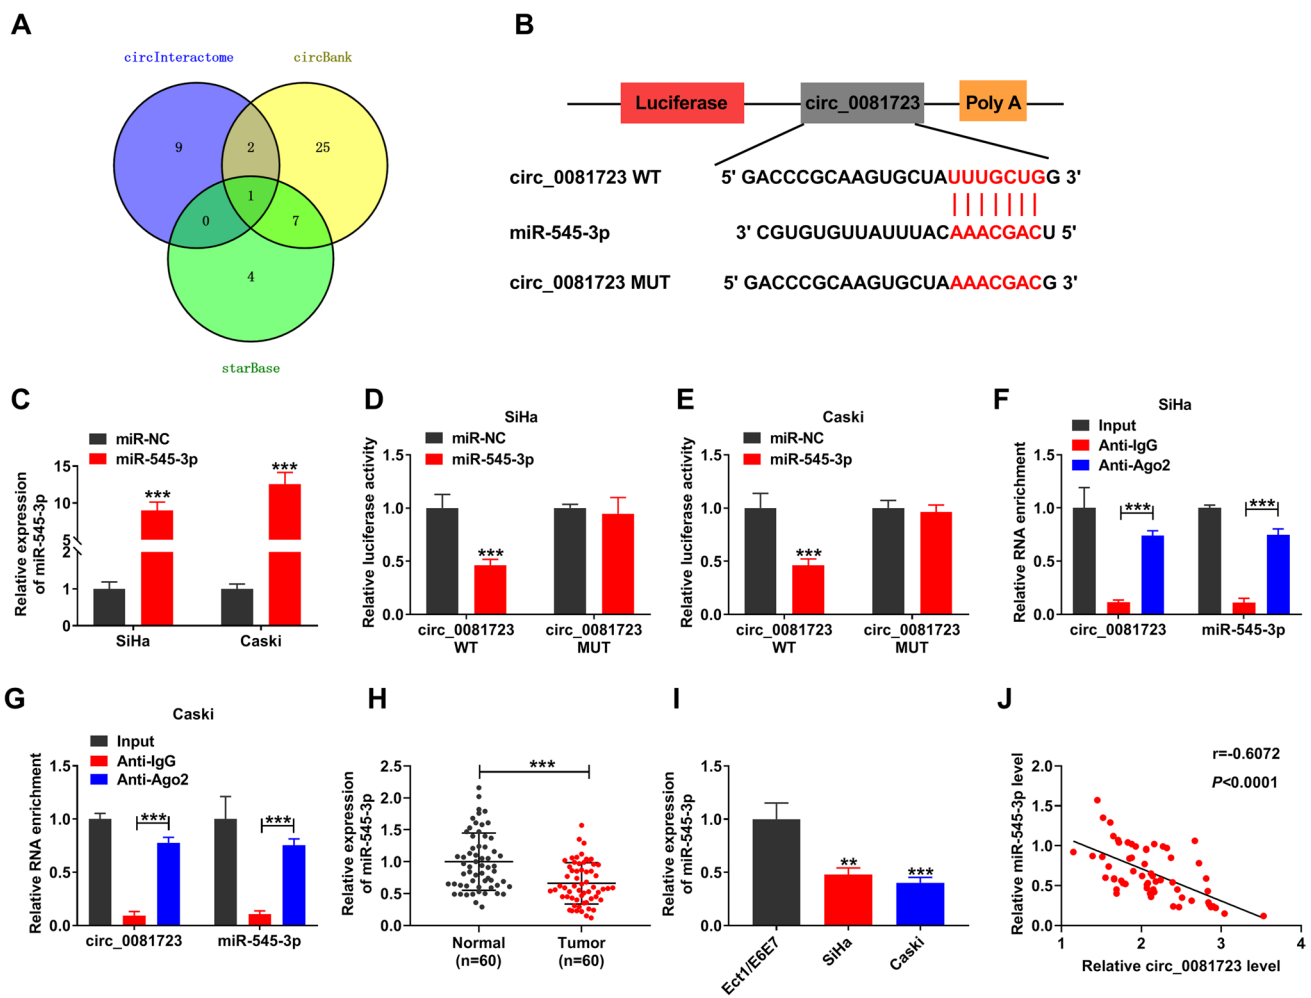 A
circInteractome
circBank
9
2
25
1
0
7
4
starBase
B
Luciferase
circ_0081723
Poly A
circ_0081723 WT
5' GACCCGCAAGUGCUAUUUGCUGG 3'
miR-545-3p
3' CGUGUGUUAUUUACAAACGACU 5'
circ_0081723 MUT
5' GACCCGCAAGUGCUAAAACGACG 3'
C
miR-NC
miR-545-3p
Relative expression
of miR-545-3p
15
10
5
2
1
0
***
***
SiHa
Caski
D
SiHa
miR-NC
miR-545-3p
Relative luciferase activity
1.5
1.0
0.5
0.0
***
circ_0081723
WT
circ_0081723
MUT
E
Caski
miR-NC
miR-545-3p
Relative luciferase activity
1.5
1.0
0.5
0.0
***
circ_0081723
WT
circ_0081723
MUT
F
SiHa
Input
Anti-IgG
Anti-Ago2
Relative RNA enrichment
1.5
1.0
0.5
0.0
***
***
circ_0081723
miR-545-3p
G
Caski
Input
Anti-IgG
Anti-Ago2
Relative RNA enrichment
1.5
1.0
0.5
0.0
***
***
circ_0081723
miR-545-3p
H
Relative expression
of miR-545-3p
2.5
2.0
1.5
1.0
0.5
0.0
***
Normal
(n=60)
Tumor
(n=60)
I
Relative expression
of miR-545-3p
1.5
1.0
0.5
0.0
**
***
Ect1/E6E7
SiHa
Caski
J
Relative miR-545-3p level
2.0
1.5
1.0
0.5
0.0
r=-0.6072
P<0.0001
1
2
3
4
Relative circ_0081723 level